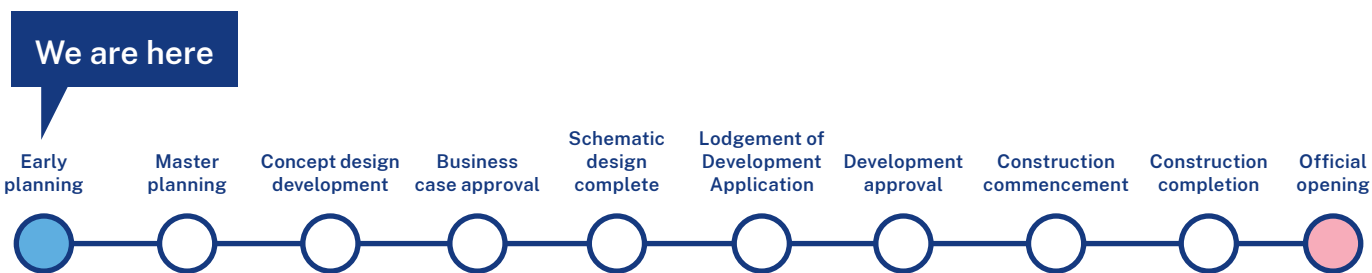 We are here
Early
planning
Master
planning
Concept design
development
Business
case approval
Schematic
design
complete
Lodgement of
Development
Application
Development
approval
Construction
commencement
Construction
completion
Official
opening